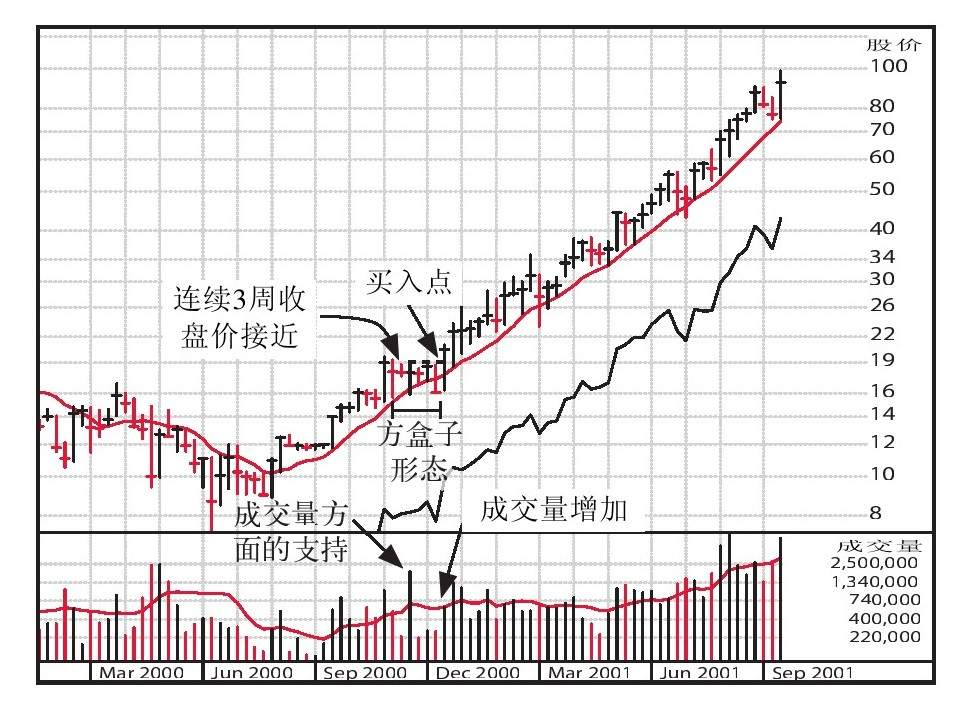 股价
100
80
70
60
50
40
34
30
26
22
19
16
14
12
10
8
买入点
连续3周收
盘价接近
方盒子
形态
成交量方
面的支持
成交量增加
成交量
2,500,000
1,340,000
740,000
400,000
220,000
Mar 2000
Jun 2000
Sep 2000
Dec 2000
Mar 2001
Jun 2001
Sep 2001